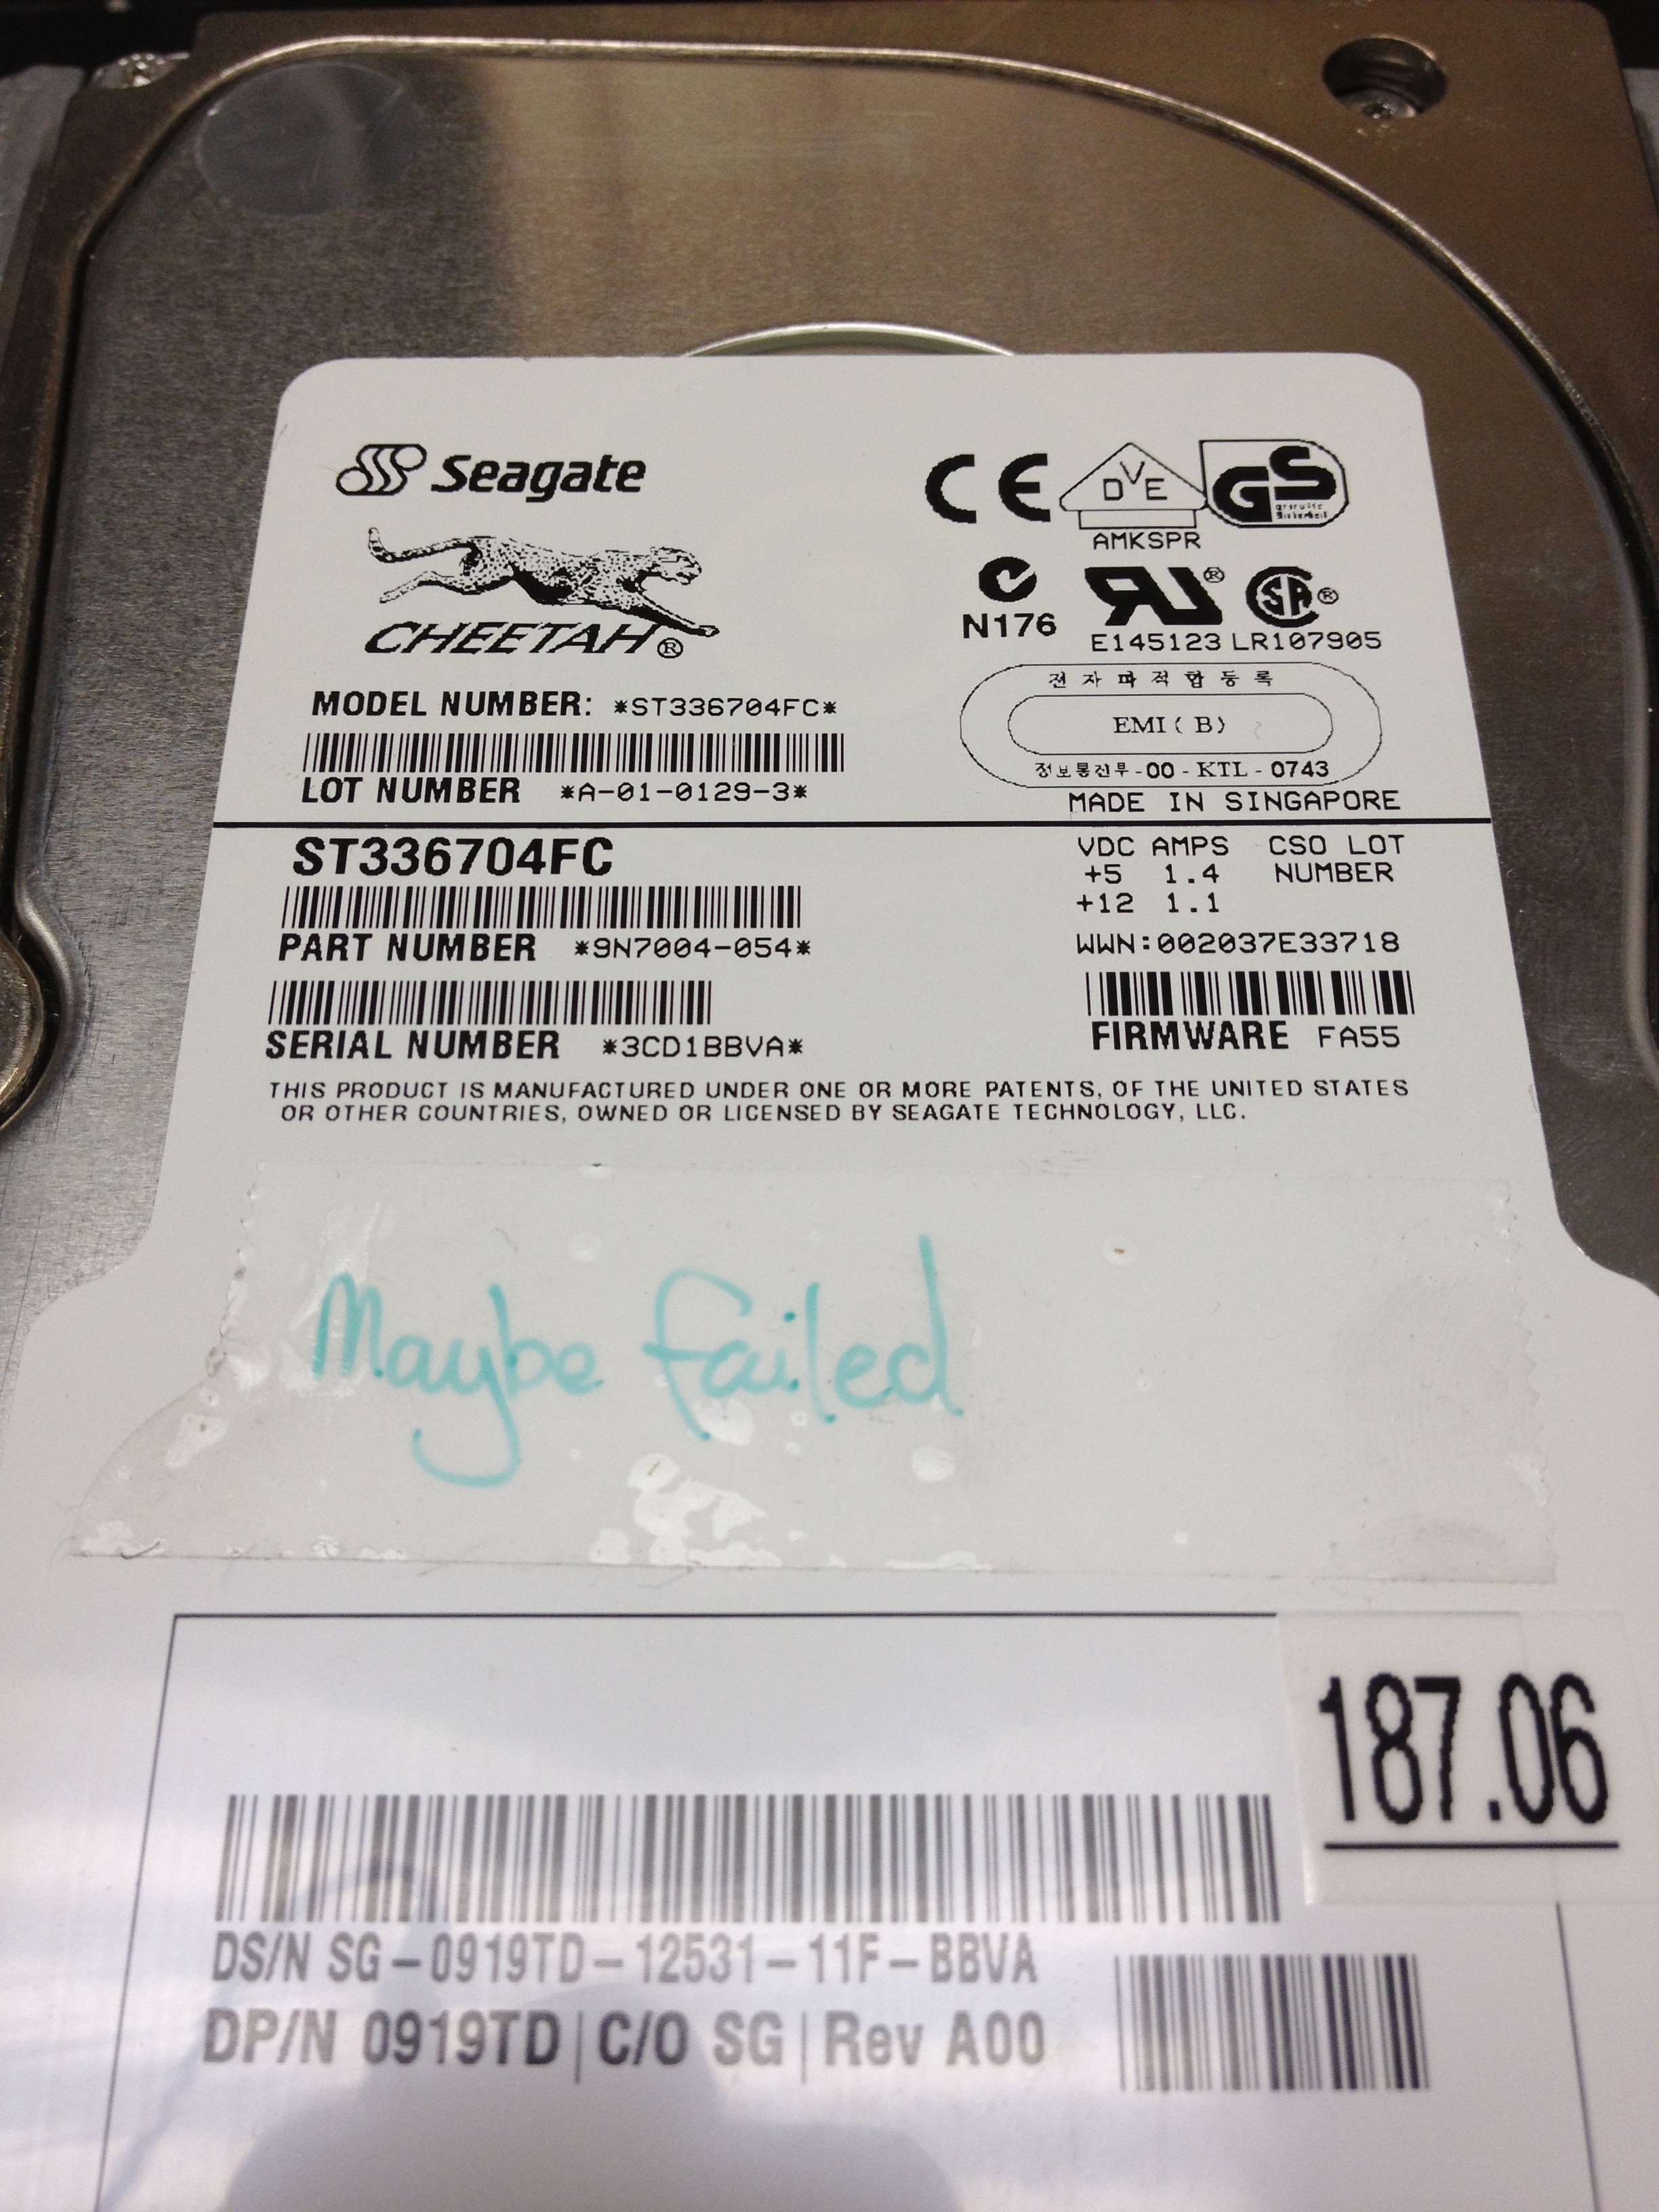 Seagate
CHEETAH®
CE
DVE
AMKSPR
GS
geprüfte
Sicherheit
N176
E145123
LR107905
전자파적합등록
EMI ( B )
정보통신부-00 - KTL - 0743
MADE IN SINGAPORE
MODEL NUMBER: *ST336704FC*
LOT NUMBER *A-01-0129-3*
ST336704FC
PART NUMBER *9N7004-054*
SERIAL NUMBER *3CD1BBVA*
VDC AMPS CSO LOT
+5 1.4 NUMBER
+12 1.1
WWN:002037E33718
FIRMWARE FA55
THIS PRODUCT IS MANUFACTURED UNDER ONE OR MORE PATENTS, OF THE UNITED STATES
OR OTHER COUNTRIES, OWNED OR LICENSED BY SEAGATE TECHNOLOGY, LLC.
Maybe failed
187.06
DS/N SG-0919TD-12531-11F-BBVA
DP/N 0919TD | C/O SG | Rev A00